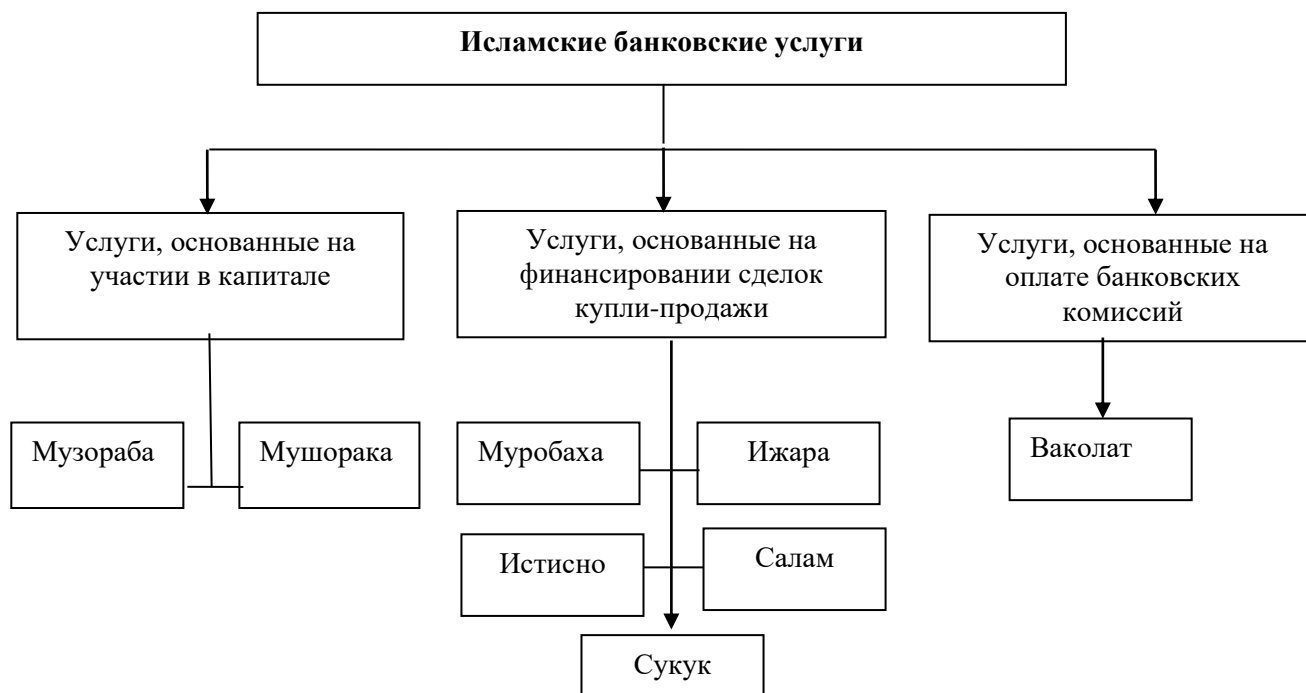 Исламские банковские услуги
Услуги, основанные на
участии в капитале
Услуги, основанные на
финансировании сделок
купли-продажи
Услуги, основанные на
оплате банковских
комиссий
Музораба
Мушорака
Муробаха
Ижара
Ваколат
Истисно
Салам
Сукук